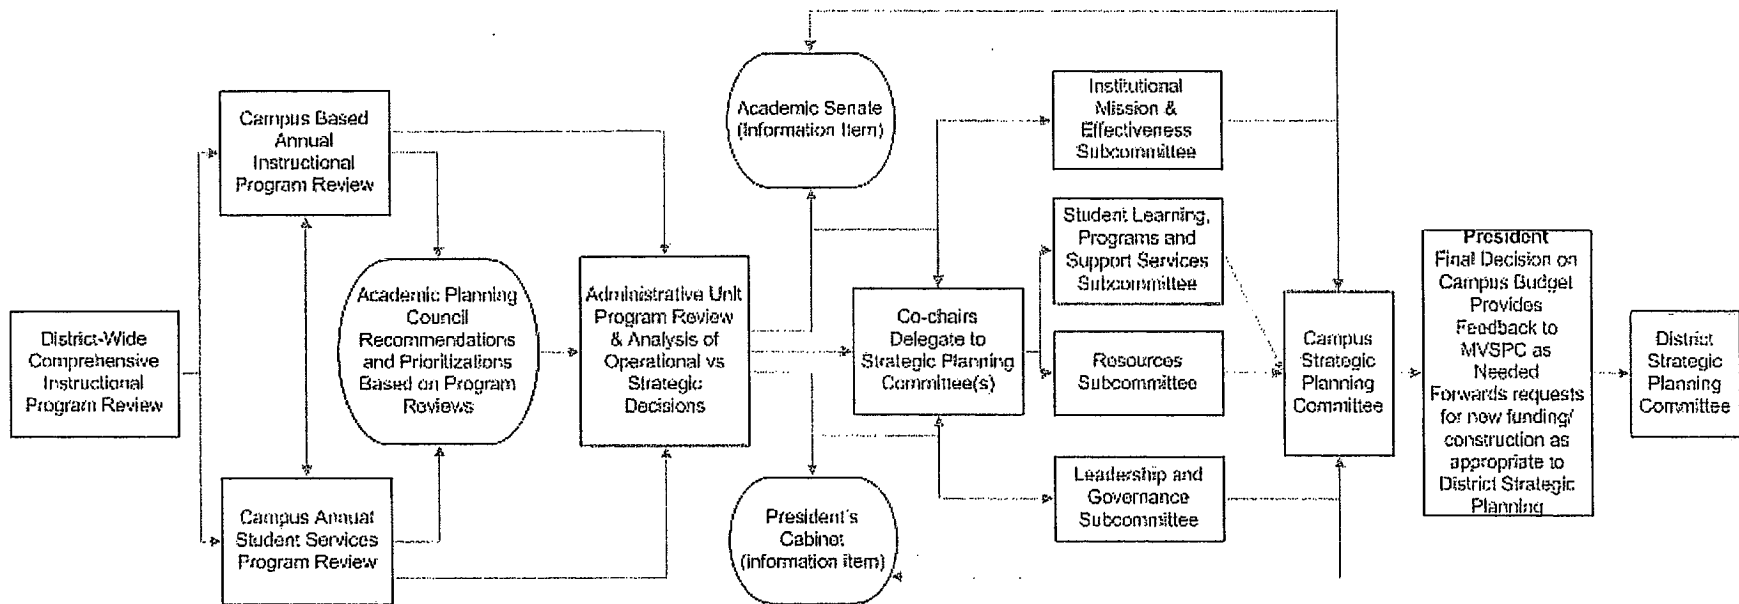 District-Wide
Comprehensive
Instructional
Program Review
Campus Based
Annual
Instructional
Program Review
Campus Annual
Student Services
Program Review
Academic Planning
Council
Recommendations
and Prioritizations
Based on Program
Reviews
Administrative Unit
Program Review
& Analysis of
Operational vs
Strategic
Decisions
Academic Senate
(Information Item)
President's
Cabinet
(information item)
Co-chairs
Delegate to
Strategic Planning
Committee(s)
Institutional
Mission &
Effectiveness
Subcommittee
Student Learning,
Programs and
Support Services
Subcommittee
Resources
Subcommittee
Leadership and
Governance
Subcommittee
Campus
Strategic
Planning
Committee
President
Final Decision on
Campus Budget
Provides
Feedback to
MVSPC as
Needed
Forwards requests
for new funding/
construction as
appropriate to
District Strategic
Planning
District
Strategic
Planning
Committee